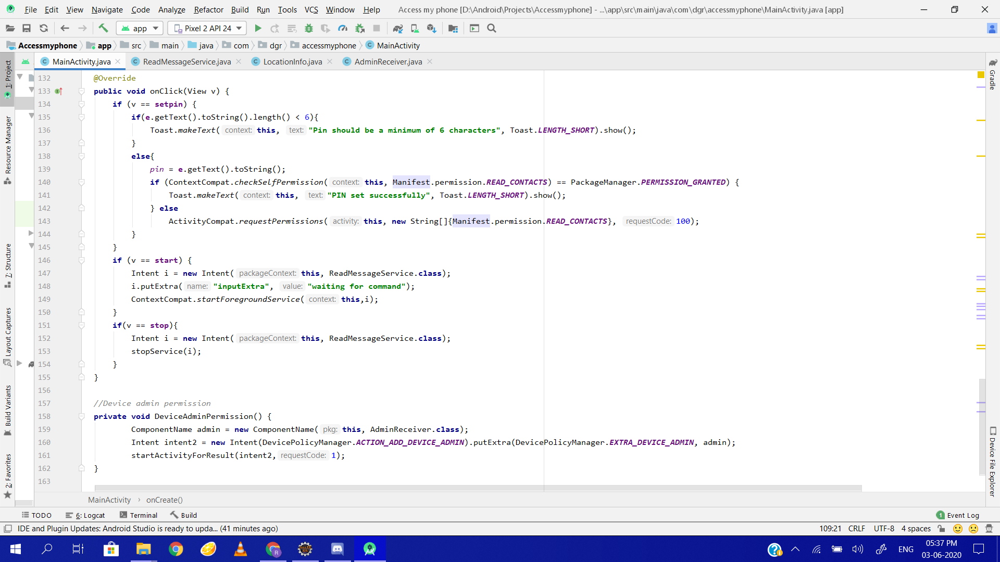 File Edit View Navigate Code Analyze Refactor Build Run Tools VCS Window Help Access my phone [D:\Android\Projects\Accessmyphone] - ...\app\src\main\java\com\dgr\accessmyphone\MainActivity.java [app]
app Pixel 2 API 24
Accessmyphone app src main java com dgr accessmyphone MainActivity
MainActivity.java ReadMessageService.java LocationInfo.java AdminReceiver.java
1: Project
Resource Manager
7: Structure
Layout Captures
Build Variants
2: Favorites
132 @Override
133 public void onClick(View v) {
134 if (v == setpin) {
135 if(e.getText().toString().length() < 6){
136 Toast.makeText( context: this, text: "Pin should be a minimum of 6 characters", Toast.LENGTH_SHORT).show();
137 }
138 else{
139 pin = e.getText().toString();
140 if (ContextCompat.checkSelfPermission( context: this, Manifest.permission.READ_CONTACTS) == PackageManager.PERMISSION_GRANTED) {
141 Toast.makeText( context: this, text: "PIN set successfully", Toast.LENGTH_SHORT).show();
142 } else
143 ActivityCompat.requestPermissions( activity: this, new String[]{Manifest.permission.READ_CONTACTS}, requestCode: 100);
144 }
145 }
146 if (v == start) {
147 Intent i = new Intent( packageContext: this, ReadMessageService.class);
148 i.putExtra( name: "inputExtra", value: "waiting for command");
149 ContextCompat.startForegroundService( context: this,i);
150 }
151 if(v == stop){
152 Intent i = new Intent( packageContext: this, ReadMessageService.class);
153 stopService(i);
154 }
155 }
156
157 //Device admin permission
158 private void DeviceAdminPermission() {
159 ComponentName admin = new ComponentName( pkg: this, AdminReceiver.class);
160 Intent intent2 = new Intent(DevicePolicyManager.ACTION_ADD_DEVICE_ADMIN).putExtra(DevicePolicyManager.EXTRA_DEVICE_ADMIN, admin);
161 startActivityForResult(intent2, requestCode: 1);
162 }
163
Gradle
Device File Explorer
MainActivity › onCreate()
TODO 6: Logcat Terminal Build 1 Event Log
IDE and Plugin Updates: Android Studio is ready to upda... (41 minutes ago) 109:21 CRLF UTF-8 4 spaces
ENG 05:37 PM
03-06-2020